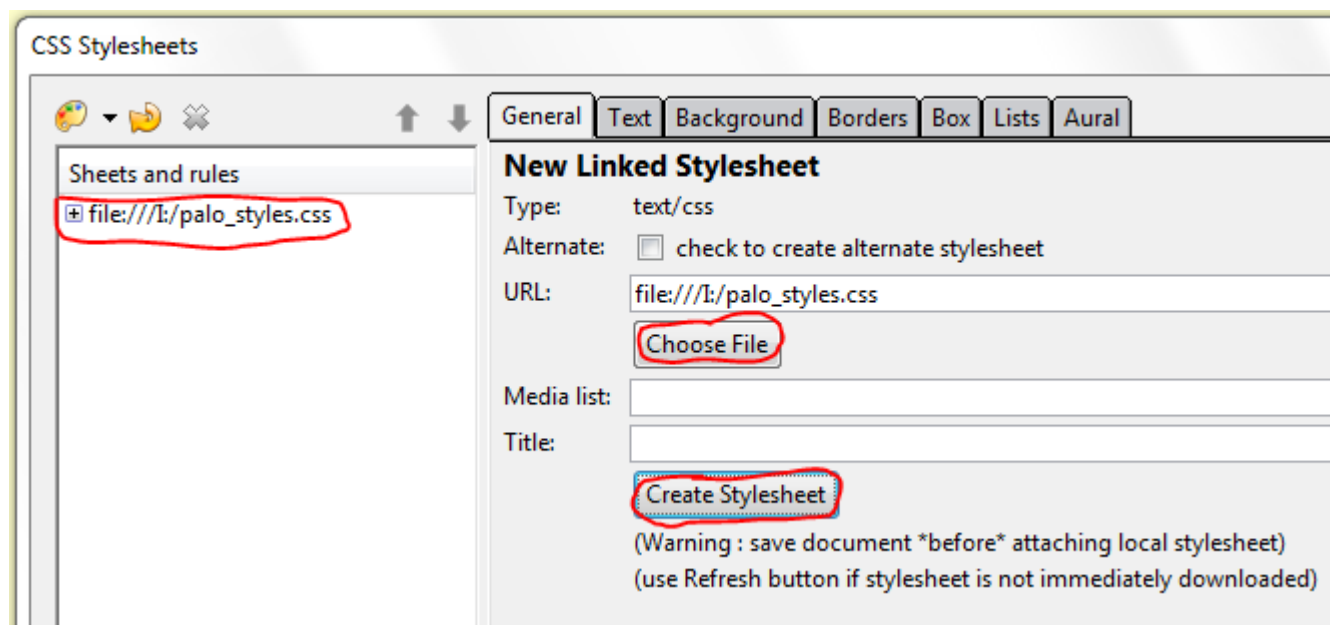 CSS Stylesheets
Sheets and rules
file:///I:/palo_styles.css
General Text Background Borders Box Lists Aural
New Linked Stylesheet
Type: text/css
Alternate: check to create alternate stylesheet
URL: file:///I:/palo_styles.css
Choose File
Media list:
Title:
Create Stylesheet
(Warning : save document *before* attaching local stylesheet)
(use Refresh button if stylesheet is not immediately downloaded)